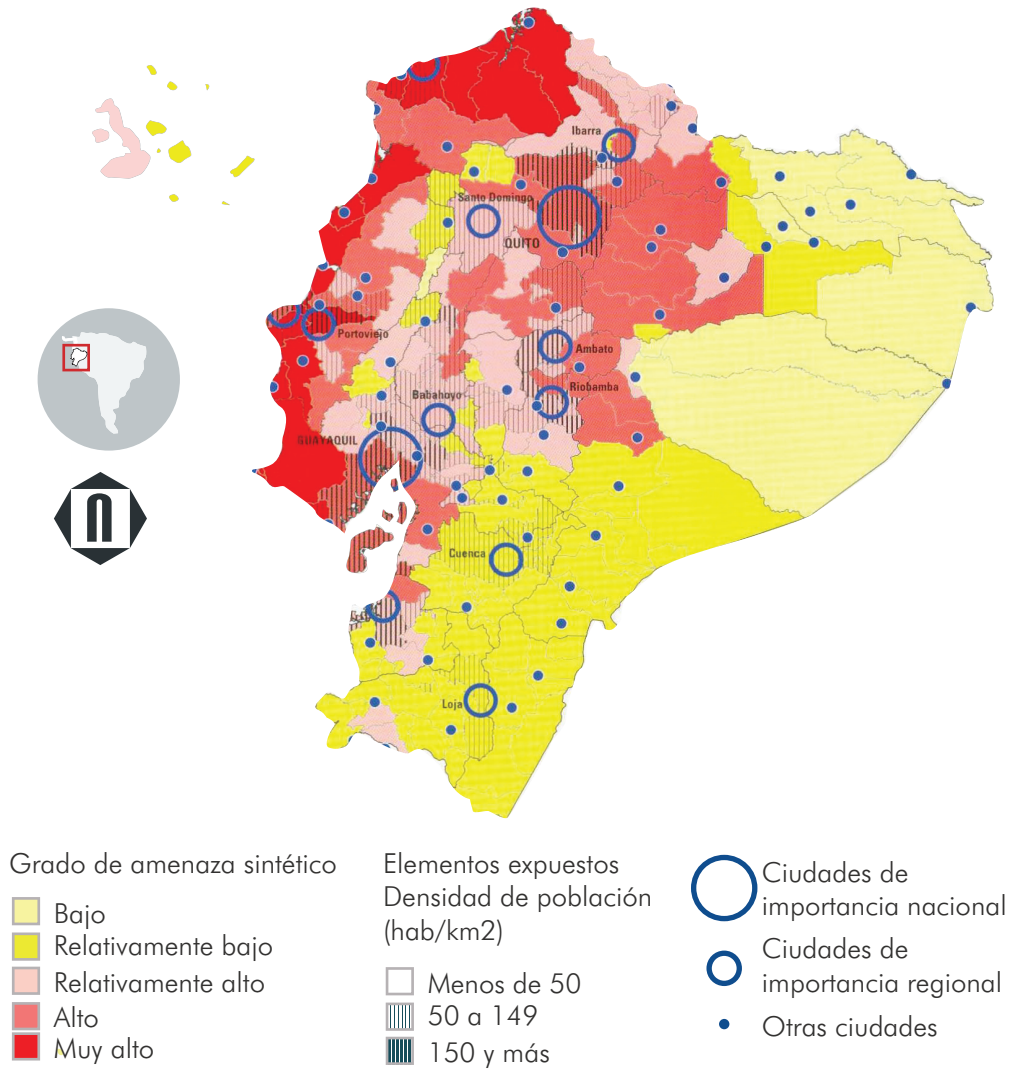 Ibarra
Santo Domingo
QUITO
Portoviejo
Ambato
Riobamba
Babahoyo
GUAYAQUIL
Cuenca
Loja
n
Grado de amenaza sintético
Bajo
Relativamente bajo
Relativamente alto
Alto
Muy alto
Elementos expuestos
Densidad de población
(hab/km2)
Menos de 50
50 a 149
150 y más
Ciudades de
importancia nacional
Ciudades de
importancia regional
Otras ciudades